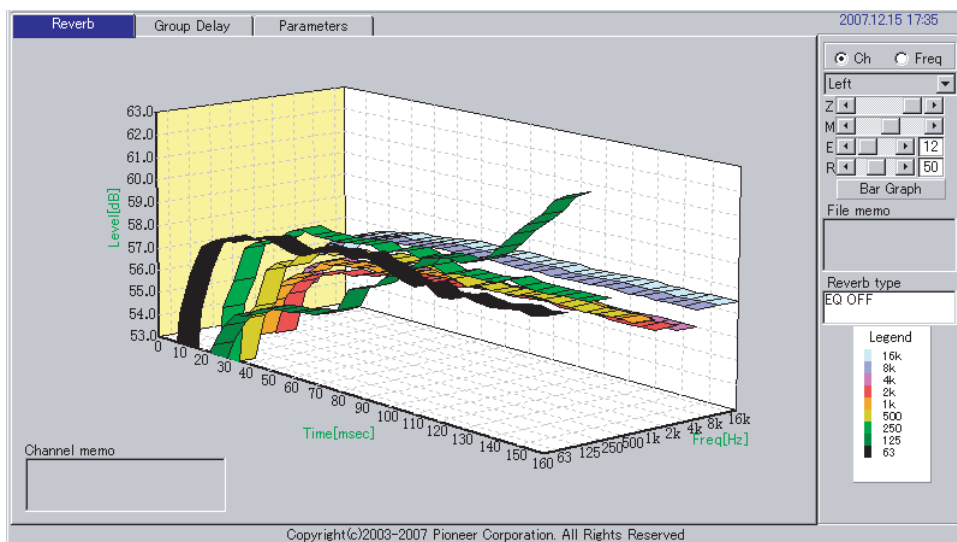 Reverb
Group Delay
Parameters
2007.12.15 17:35
Ch
Freq
Left
Z
M
E 12
R 50
Bar Graph
File memo
Reverb type
EQ OFF
Legend
16k
8k
4k
2k
1k
500
250
125
63
Level[dB]
63.0
62.0
61.0
60.0
59.0
58.0
57.0
56.0
55.0
54.0
53.0
0 10 20 30 40 50 60 70 80 90 100 110 120 130 140 150 160
Time[msec]
63 125 250 500 1k 2k 4k 8k 16k
Freq[Hz]
Channel memo
Copyright(c)2003-2007 Pioneer Corporation. All Rights Reserved